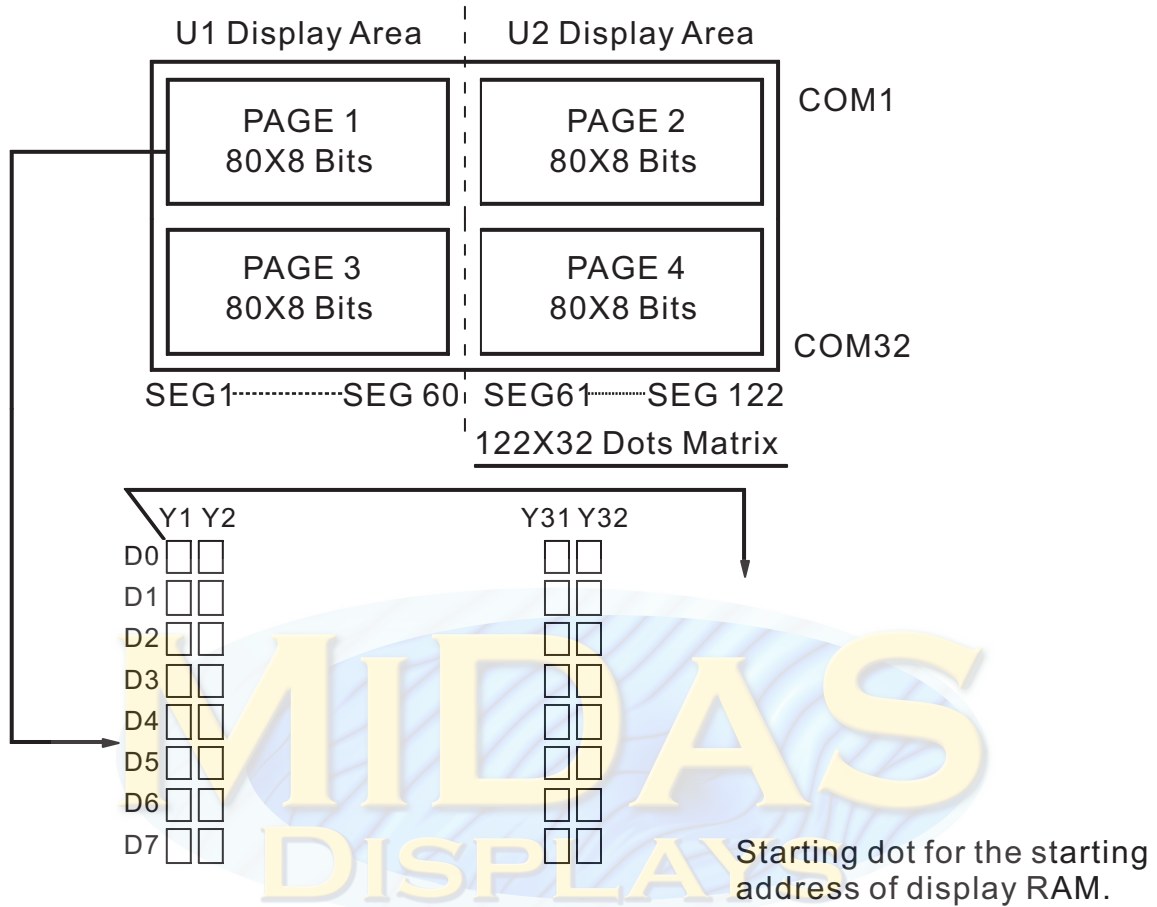 U1 Display Area U2 Display Area
PAGE 1
80X8 Bits
PAGE 2
80X8 Bits
COM1
PAGE 3
80X8 Bits
PAGE 4
80X8 Bits
COM32
SEG1 SEG 60 SEG61 SEG 122
122X32 Dots Matrix
Y1 Y2 Y31 Y32
D0
D1
D2
D3
D4
D5
D6
D7
MIDAS
DISPLAYS
Starting dot for the starting
address of display RAM.